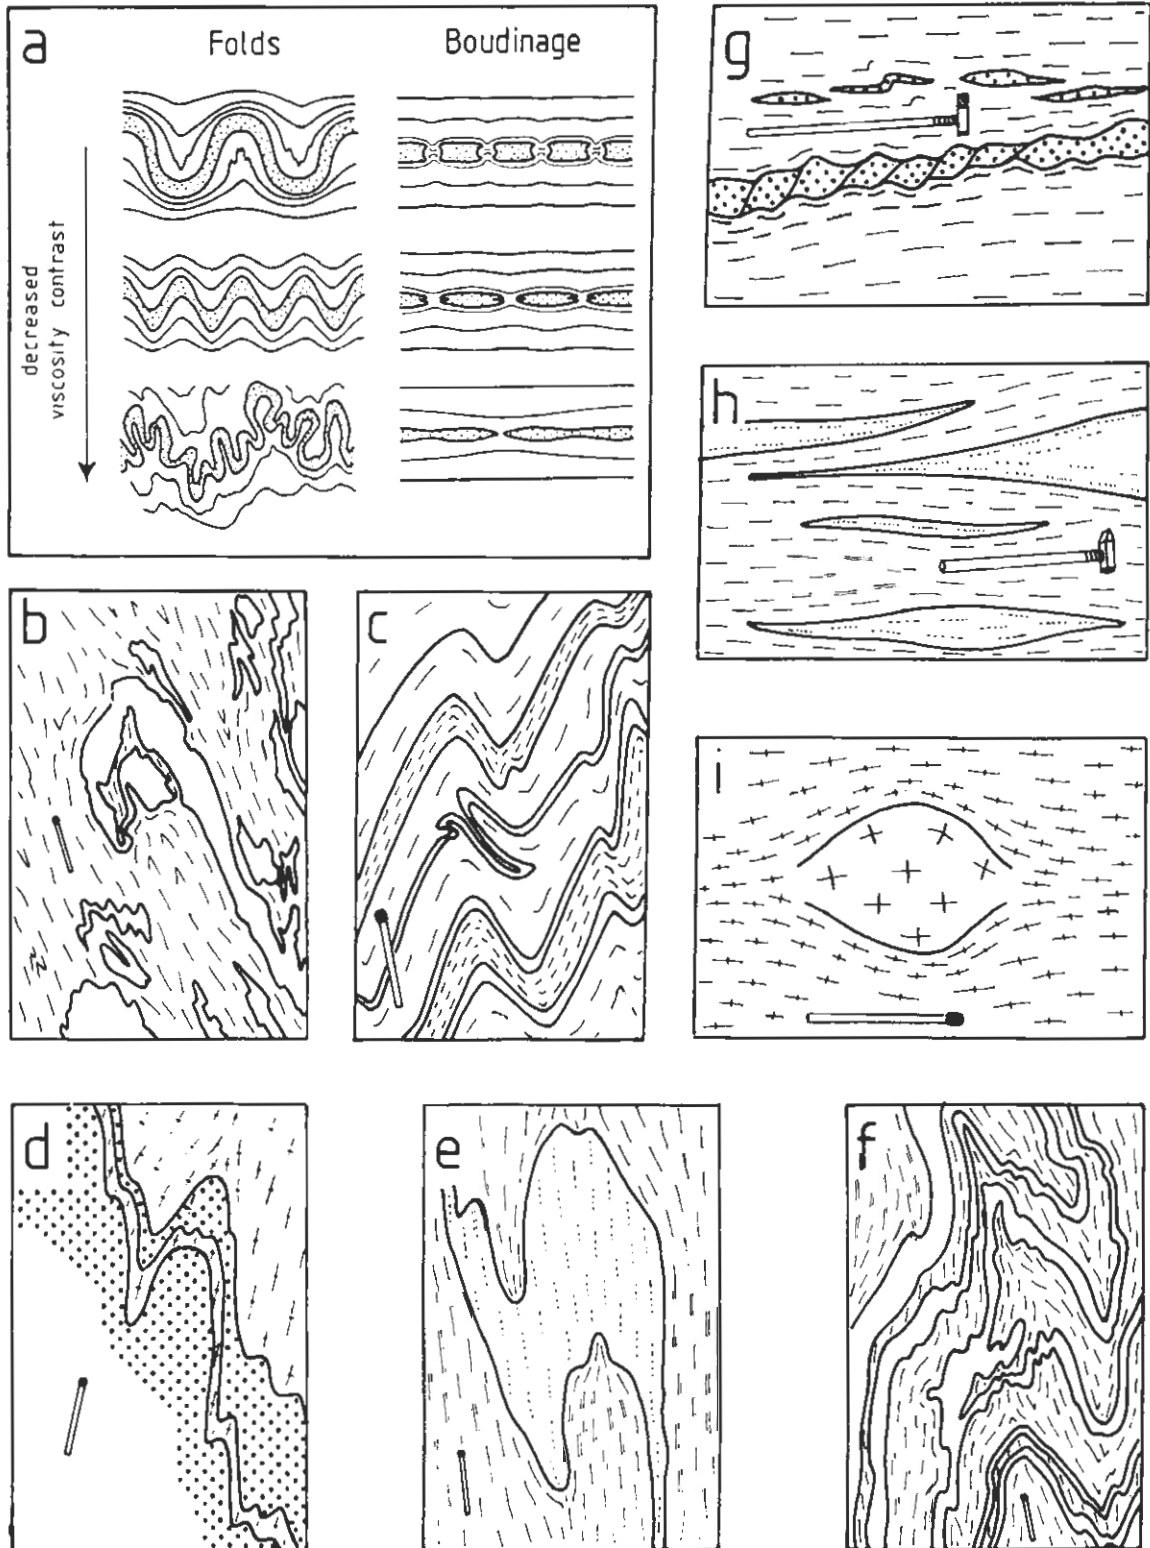 a
Folds
Boudinage
decreased
viscosity contrast
g
h
b
c
i
d
e
f